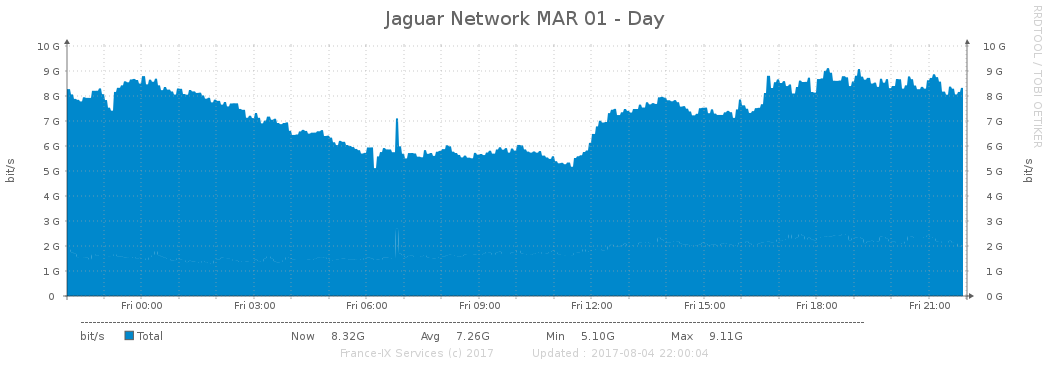 Jaguar Network MAR 01 - Day
RRDTOOL / TOBI OETIKER
bit/s
bit/s
10 G 10 G
9 G 9 G
8 G 8 G
7 G 7 G
6 G 6 G
5 G 5 G
4 G 4 G
3 G 3 G
2 G 2 G
1 G 1 G
0 0 G
Fri 00:00 Fri 03:00 Fri 06:00 Fri 09:00 Fri 12:00 Fri 15:00 Fri 18:00 Fri 21:00
bit/s Total Now 8.32G Avg 7.26G Min 5.10G Max 9.11G
France-IX Services (c) 2017 Updated : 2017-08-04 22:00:04